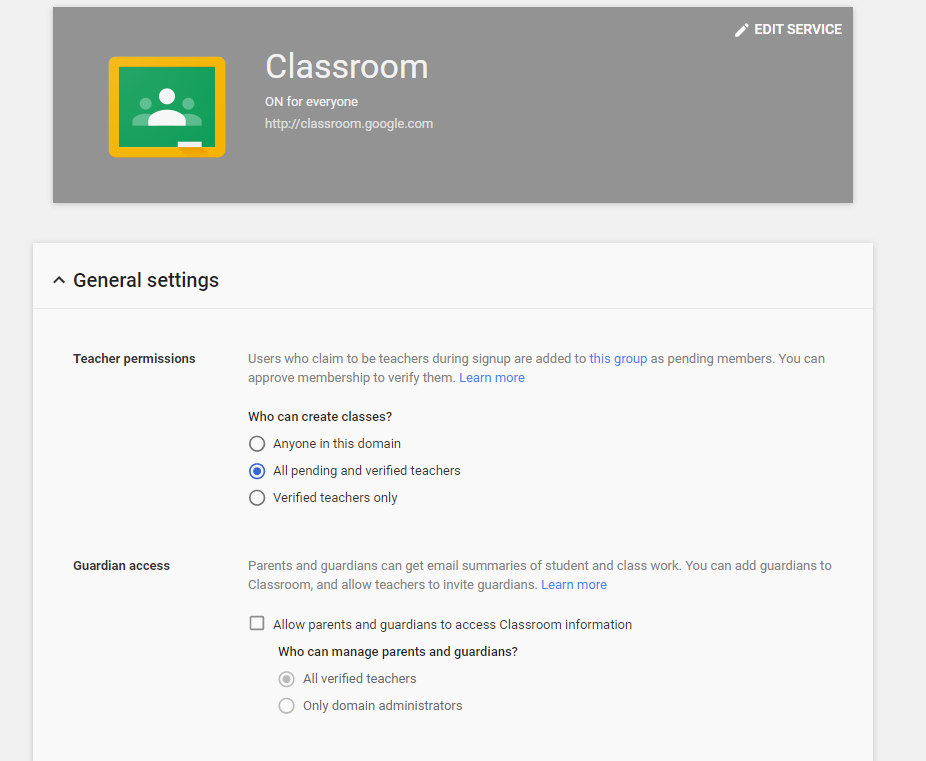 EDIT SERVICE
Classroom
ON for everyone
http://classroom.google.com
General settings
Teacher permissions
Users who claim to be teachers during signup are added to this group as pending members. You can
approve membership to verify them. Learn more
Who can create classes?
Anyone in this domain
All pending and verified teachers
Verified teachers only
Guardian access
Parents and guardians can get email summaries of student and class work. You can add guardians to
Classroom, and allow teachers to invite guardians. Learn more
Allow parents and guardians to access Classroom information
Who can manage parents and guardians?
All verified teachers
Only domain administrators